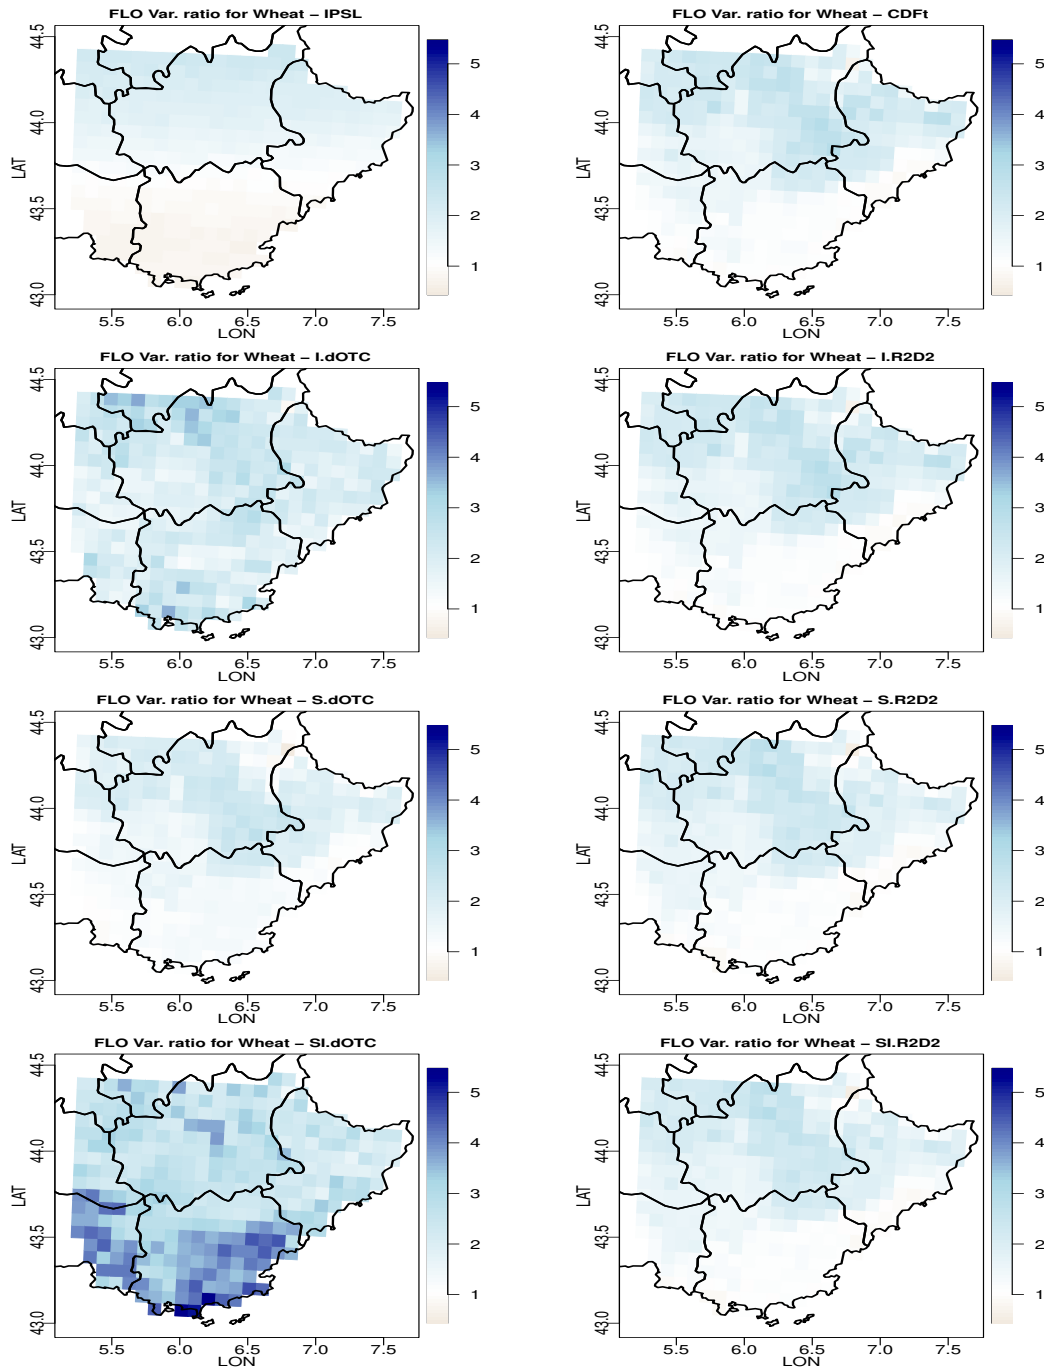 FLO Var. ratio for Wheat – IPSL
LAT
43.0 43.5 44.0 44.5
5.5 6.0 6.5 7.0 7.5
LON
5
4
3
2
1
FLO Var. ratio for Wheat – CDFt
LAT
43.0 43.5 44.0 44.5
5.5 6.0 6.5 7.0 7.5
LON
5
4
3
2
1
FLO Var. ratio for Wheat – I.dOTC
LAT
43.0 43.5 44.0 44.5
5.5 6.0 6.5 7.0 7.5
LON
5
4
3
2
1
FLO Var. ratio for Wheat – I.R2D2
LAT
43.0 43.5 44.0 44.5
5.5 6.0 6.5 7.0 7.5
LON
5
4
3
2
1
FLO Var. ratio for Wheat – S.dOTC
LAT
43.0 43.5 44.0 44.5
5.5 6.0 6.5 7.0 7.5
LON
5
4
3
2
1
FLO Var. ratio for Wheat – S.R2D2
LAT
43.0 43.5 44.0 44.5
5.5 6.0 6.5 7.0 7.5
LON
5
4
3
2
1
FLO Var. ratio for Wheat – SI.dOTC
LAT
43.0 43.5 44.0 44.5
5.5 6.0 6.5 7.0 7.5
LON
5
4
3
2
1
FLO Var. ratio for Wheat – SI.R2D2
LAT
43.0 43.5 44.0 44.5
5.5 6.0 6.5 7.0 7.5
LON
5
4
3
2
1